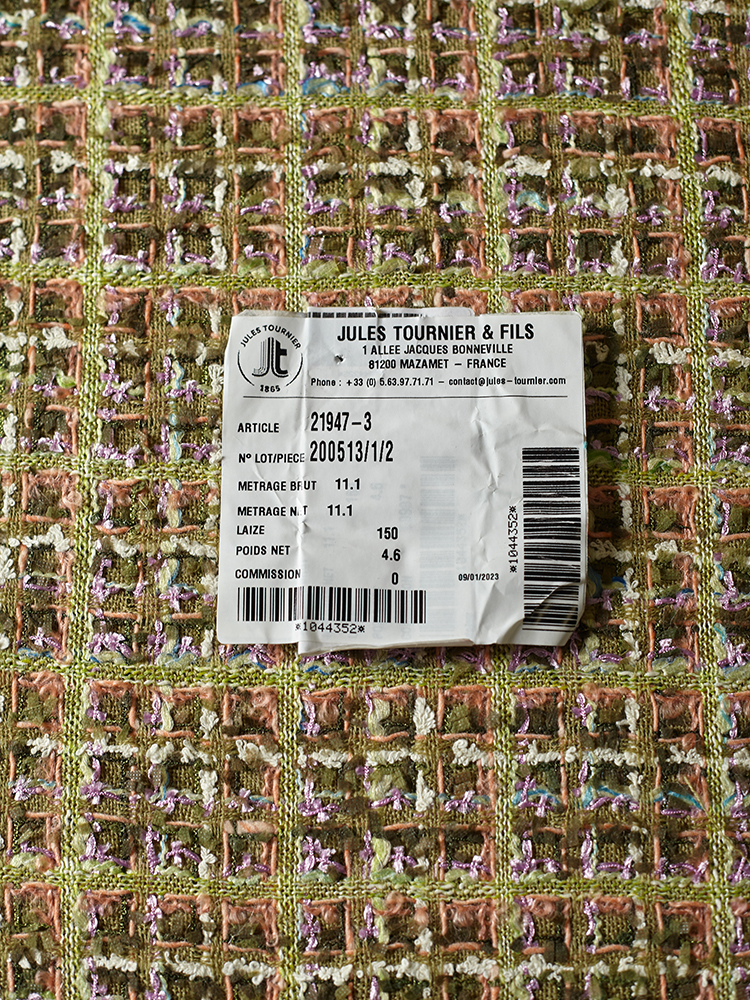 JULES TOURNIER
Jt
1865
JULES TOURNIER & FILS
1 ALLEE JACQUES BONNEVILLE
81200 MAZAMET – FRANCE
Phone : +33 (0) 5.63.97.71.71 – contact@jules-tournier.com
ARTICLE 21947-3
N° LOT/PIECE 200513/1/2
METRAGE BRUT 11.1
METRAGE NET 11.1
LAIZE 150
POIDS NET 4.6
COMMISSION 0
09/01/2023
*1044352*
*1044352*